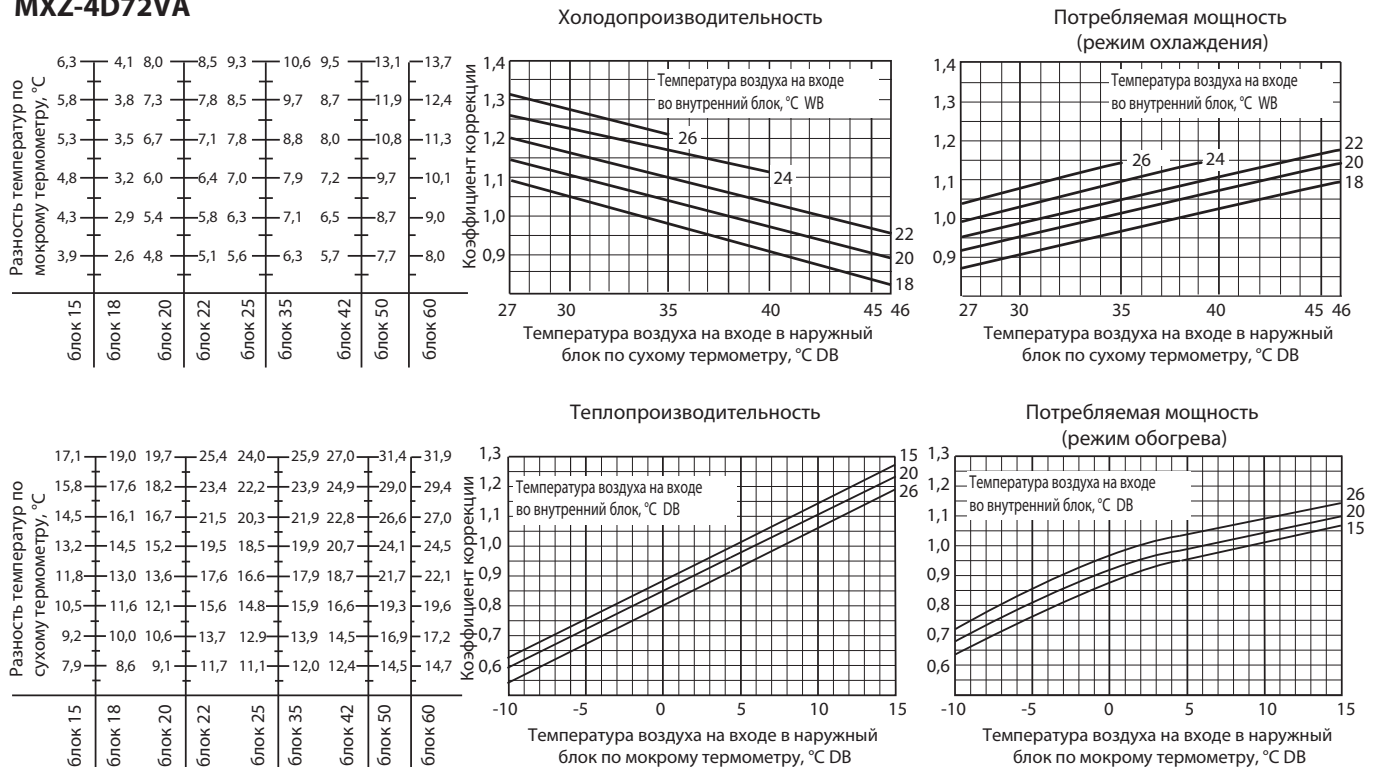 MXZ-4D72VA
Холодопроизводительность
Потребляемая мощность
(режим охлаждения)
Разность температур по
мокрому термометру, °C
6,3 4,1 8,0 8,5 9,3 10,6 9,5 13,1 13,7
5,8 3,8 7,3 7,8 8,5 9,7 8,7 11,9 12,4
5,3 3,5 6,7 7,1 7,8 8,8 8,0 10,8 11,3
4,8 3,2 6,0 6,4 7,0 7,9 7,2 9,7 10,1
4,3 2,9 5,4 5,8 6,3 7,1 6,5 8,7 9,0
3,9 2,6 4,8 5,1 5,6 6,3 5,7 7,7 8,0
блок 15 блок 18 блок 20 блок 22 блок 25 блок 35 блок 42 блок 50 блок 60
Коэффициент коррекции
1,4
1,3
1,2
1,1
1,0
0,9
Температура воздуха на входе
во внутренний блок, °C WB
26
24
22
20
18
27 30 35 40 45 46
Температура воздуха на входе в наружный
блок по сухому термометру, °C DB
1,4
1,3
1,2
1,1
1,0
0,9
Температура воздуха на входе
во внутренний блок, °C WB
26 24
22
20
18
27 30 35 40 45 46
Температура воздуха на входе в наружный
блок по сухому термометру, °C DB
Теплопроизводительность
Потребляемая мощность
(режим обогрева)
Разность температур по
сухому термометру, °C
17,1 19,0 19,7 25,4 24,0 25,9 27,0 31,4 31,9
15,8 17,6 18,2 23,4 22,2 23,9 24,9 29,0 29,4
14,5 16,1 16,7 21,5 20,3 21,9 22,8 26,6 27,0
13,2 14,5 15,2 19,5 18,5 19,9 20,7 24,1 24,5
11,8 13,0 13,6 17,6 16.6 17,9 18,7 21,7 22,1
10,5 11,6 12,1 15,6 14.8 15,9 16,6 19,3 19,6
9,2 10,0 10,6 13,7 12.9 13,9 14,5 16,9 17,2
7,9 8,6 9,1 11,7 11,1 12,0 12,4 14,5 14,7
блок 15 блок 18 блок 20 блок 22 блок 25 блок 35 блок 42 блок 50 блок 60
Коэффициент коррекции
1,3
1,2
1,1
1,0
0,9
0,8
0,7
0,6
Температура воздуха на входе
во внутренний блок, °C DB
15
20
26
-10 -5 0 5 10 15
Температура воздуха на входе в наружный
блок по мокрому термометру, °C DB
1,3
1,2
1,1
1,0
0,9
0,8
0,7
0,6
Температура воздуха на входе
во внутренний блок, °C DB
26
20
15
-10 -5 0 5 10 15
Температура воздуха на входе в наружный
блок по мокрому термометру, °C DB